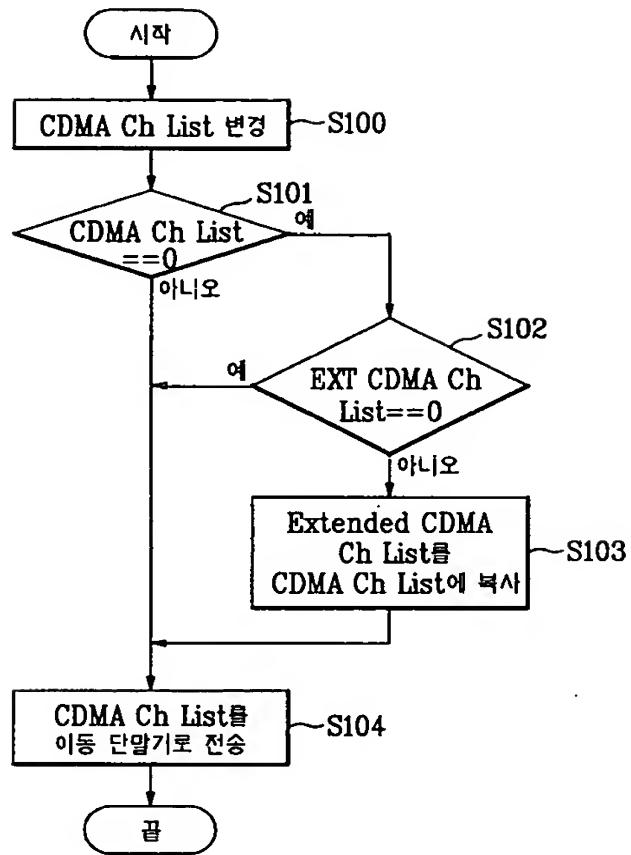 시작
CDMA Ch List 변경
S100
S101
CDMA Ch List
==0
예
아니오
S102
EXT CDMA Ch
List==0
예
아니오
Extended CDMA
Ch List를
CDMA Ch List에 복사
S103
CDMA Ch List를
이동 단말기로 전송
S104
끝